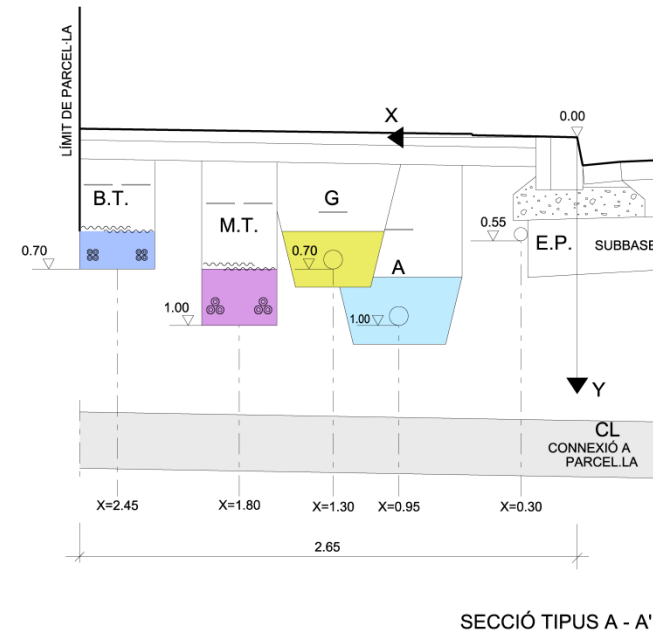 LÍMIT DE PARCEL·LA
X
0.00
B.T.
M.T.
G
A
E.P.
SUBBASE
0.70
1.00
0.70
1.00
0.55
Y
CL
CONNEXIÓ A
PARCEL.LA
X=2.45
X=1.80
X=1.30
X=0.95
X=0.30
2.65
SECCIÓ TIPUS A - A'